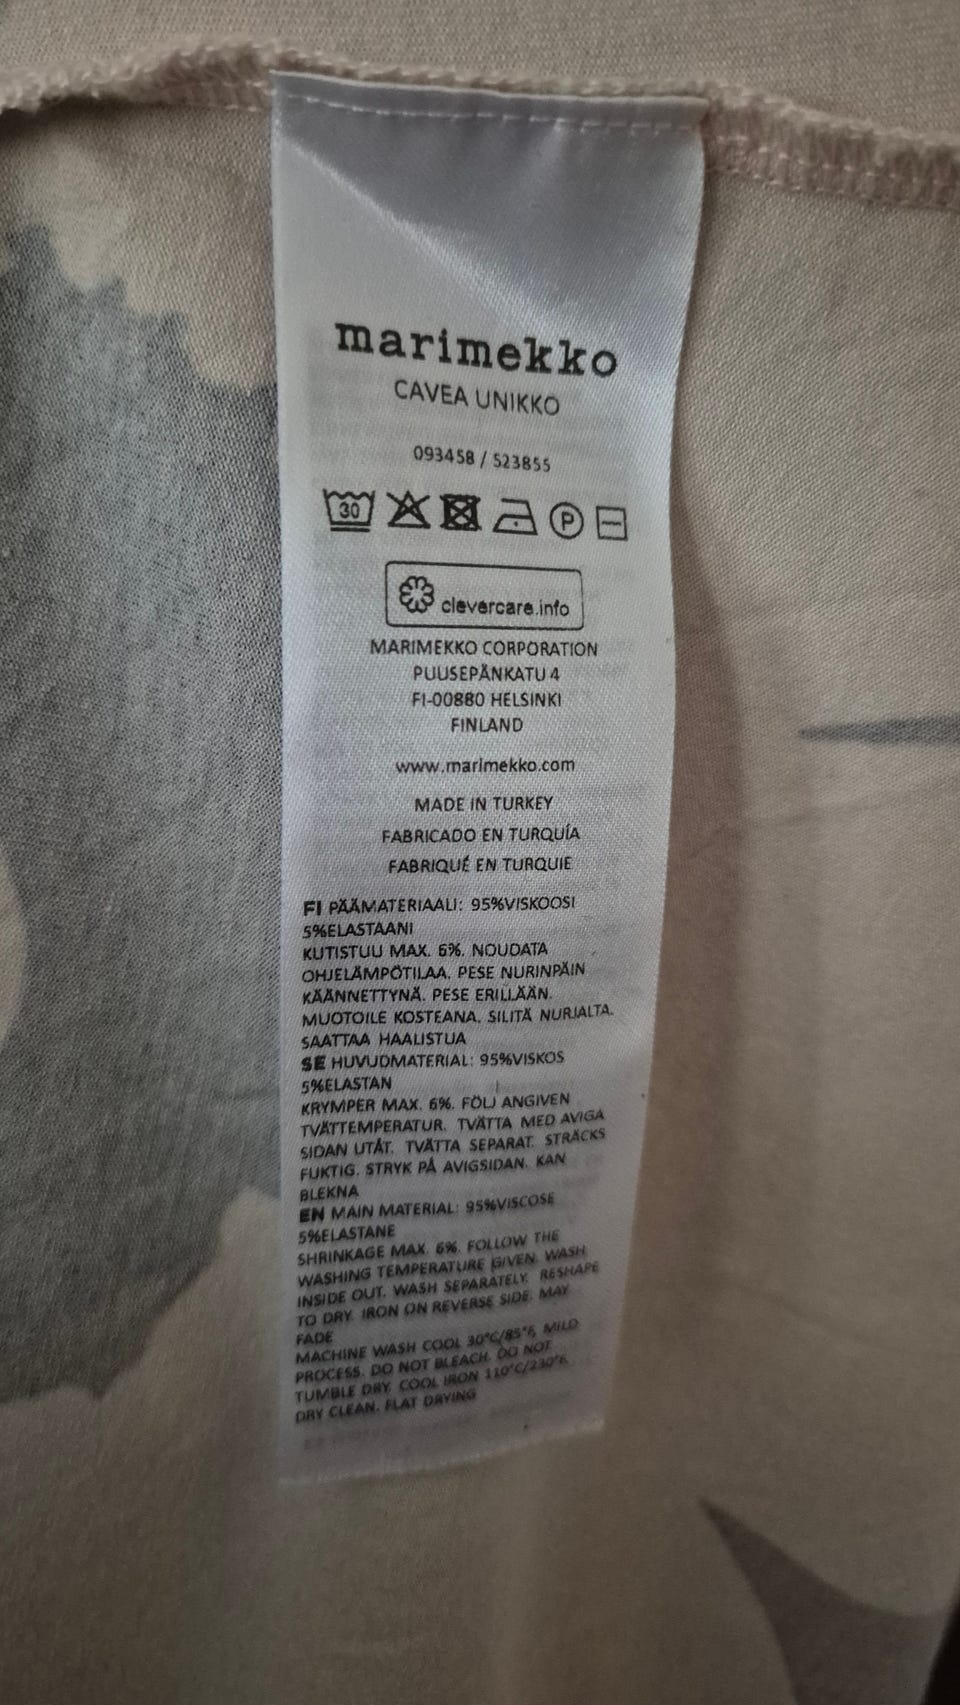 marimekko
CAVEA UNIKKO
093458 / 523855
30
P
clevercare.info
MARIMEKKO CORPORATION
PUUSEPÄNKATU 4
FI-00880 HELSINKI
FINLAND
www.marimekko.com
MADE IN TURKEY
FABRICADO EN TURQUÍA
FABRIQUÉ EN TURQUIE
FI PÄÄMATERIAALI: 95%VISKOOSI
5%ELASTAANI
KUTISTUU MAX. 6%. NOUDATA
OHJELÄMPÖTILAA. PESE NURINPÄIN
KÄÄNNETTYNÄ. PESE ERILLÄÄN.
MUOTOILE KOSTEANA. SILITÄ NURJALTA.
SAATTAA HAALISTUA
SE HUVUDMATERIAL: 95%VISKOS
5%ELASTAN
KRYMPER MAX. 6%. FÖLJ ANGIVEN
TVÄTTEMPERATUR. TVÄTTA MED AVIGA
SIDAN UTÅT. TVÄTTA SEPARAT. STRÄCKS
FUKTIG. STRYK PÅ AVIGSIDAN. KAN
BLEKNA
EN MAIN MATERIAL: 95%VISCOSE
5%ELASTANE
SHRINKAGE MAX. 6%. FOLLOW THE
WASHING TEMPERATURE GIVEN. WASH
INSIDE OUT. WASH SEPARATELY. RESHAPE
TO DRY. IRON ON REVERSE SIDE. MAY
FADE
MACHINE WASH COOL 30°C/85°F, MILD
PROCESS. DO NOT BLEACH. DO NOT
TUMBLE DRY. COOL IRON 110°C/230°F.
DRY CLEAN. FLAT DRYING